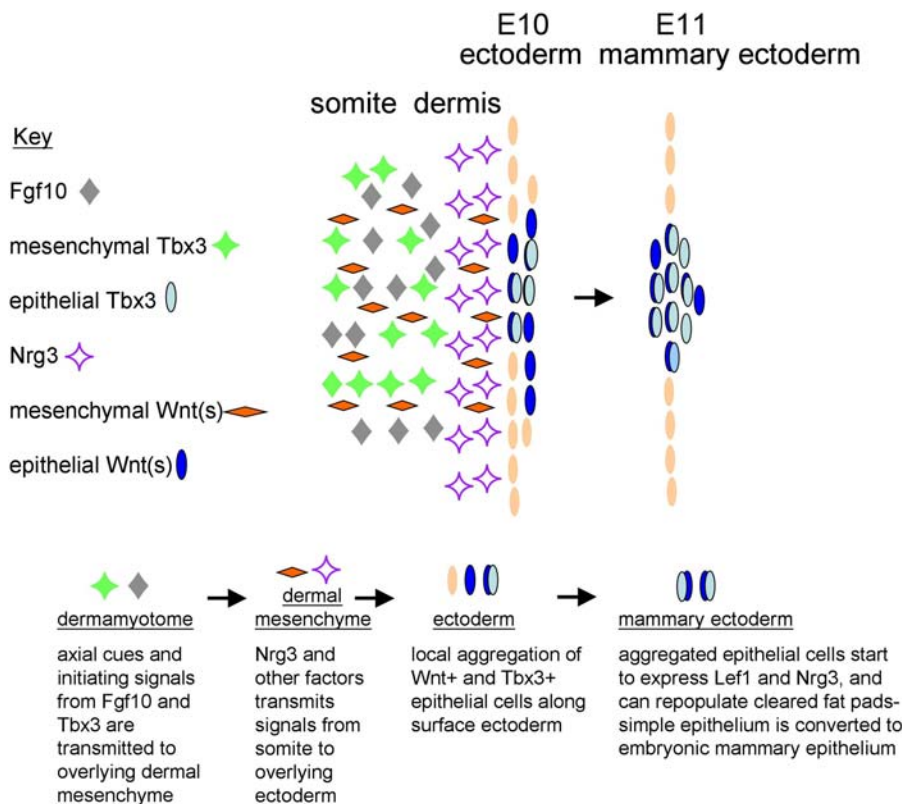 E10
ectoderm
E11
mammary ectoderm
somite dermis
Key
Fgf10
mesenchymal Tbx3
epithelial Tbx3
Nrg3
mesenchymal Wnt(s)
epithelial Wnt(s)
dermamyotome
axial cues and
initiating signals
from Fgf10 and
Tbx3 are
transmitted to
overlying dermal
mesenchyme
dermal
mesenchyme
Nrg3 and
other factors
transmits
signals from
somite to
overlying
ectoderm
ectoderm
local aggregation of
Wnt+ and Tbx3+
epithelial cells along
surface ectoderm
mammary ectoderm
aggregated epithelial cells start
to express Lef1 and Nrg3, and
can repopulate cleared fat pads-
simple epithelium is converted to
embryonic mammary epithelium